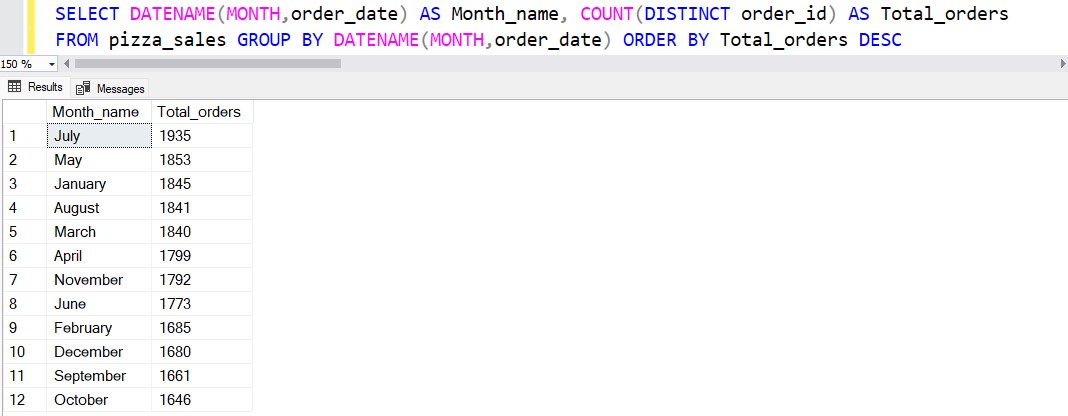 SELECT DATENAME(MONTH,order_date) AS Month_name, COUNT(DISTINCT order_id) AS Total_orders
FROM pizza_sales GROUP BY DATENAME(MONTH,order_date) ORDER BY Total_orders DESC
150 %
Results Messages
Month_name Total_orders
1 July 1935
2 May 1853
3 January 1845
4 August 1841
5 March 1840
6 April 1799
7 November 1792
8 June 1773
9 February 1685
10 December 1680
11 September 1661
12 October 1646